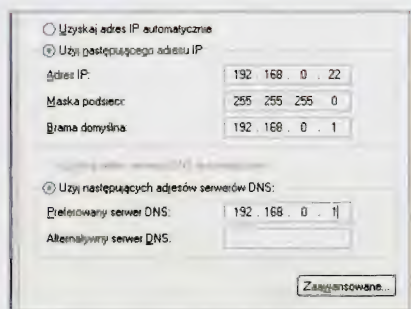 Uzyskaj adres IP automatycznie
Użyj następującego adresu IP
Adres IP: 192 . 168 . 0 . 22
Maska podsieci: 255 255 255 0
Brama domyślna: 192 . 168 . 0 . 1
Użyj następujących adresów serwerów DNS:
Preferowany serwer DNS: 192 . 168 . 0 . 1
Alternatywny serwer DNS.
Zaawansowane...